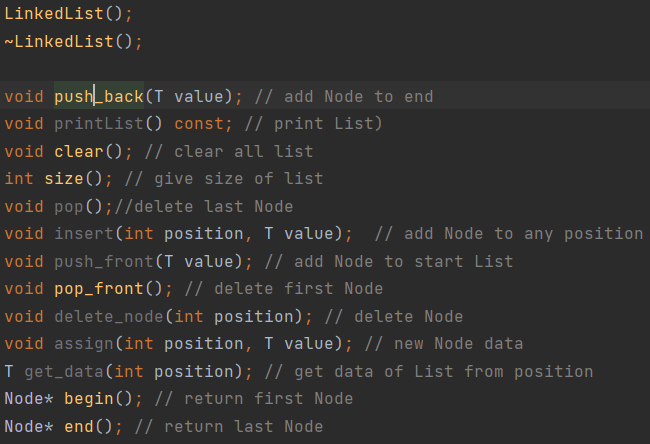 LinkedList();
~LinkedList();
void push_back(T value); // add Node to end
void printList() const; // print List)
void clear(); // clear all list
int size(); // give size of list
void pop();//delete last Node
void insert(int position, T value);  // add Node to any position
void push_front(T value); // add Node to start List
void pop_front(); // delete first Node
void delete_node(int position); // delete Node
void assign(int position, T value); // new Node data
T get_data(int position); // get data of List from position
Node* begin(); // return first Node
Node* end(); // return last Node